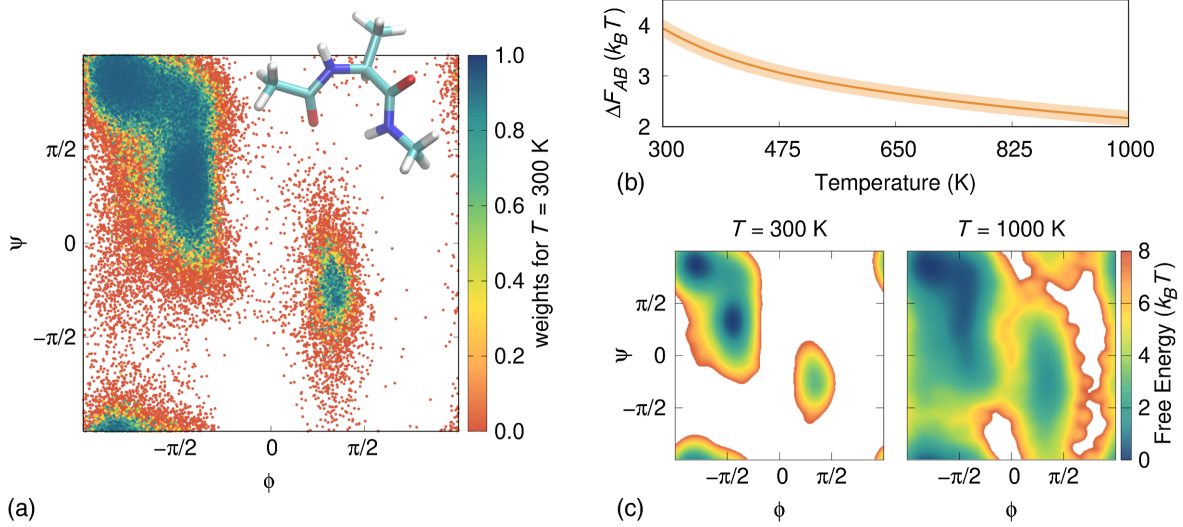 1.0
0.8
0.6
0.4
0.2
0.0
weights for T = 300 K
π/2
0
−π/2
ψ
−π/2 0 π/2
ϕ
(a)
4
3
2
ΔF_AB (k_B T)
300 475 650 825 1000
Temperature (K)
(b)
T = 300 K T = 1000 K
π/2
0
−π/2
ψ
−π/2 0 π/2 −π/2 0 π/2
ϕ ϕ
8
6
4
2
0
Free Energy (k_B T)
(c)